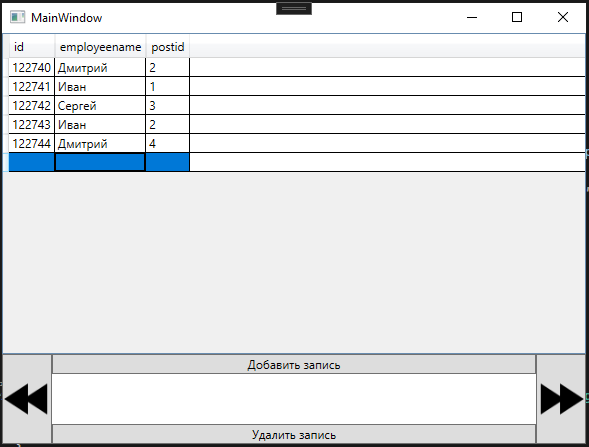 MainWindow
id employeename postid
122740 Дмитрий 2
122741 Иван 1
122742 Сергей 3
122743 Иван 2
122744 Дмитрий 4
Добавить запись
Удалить запись